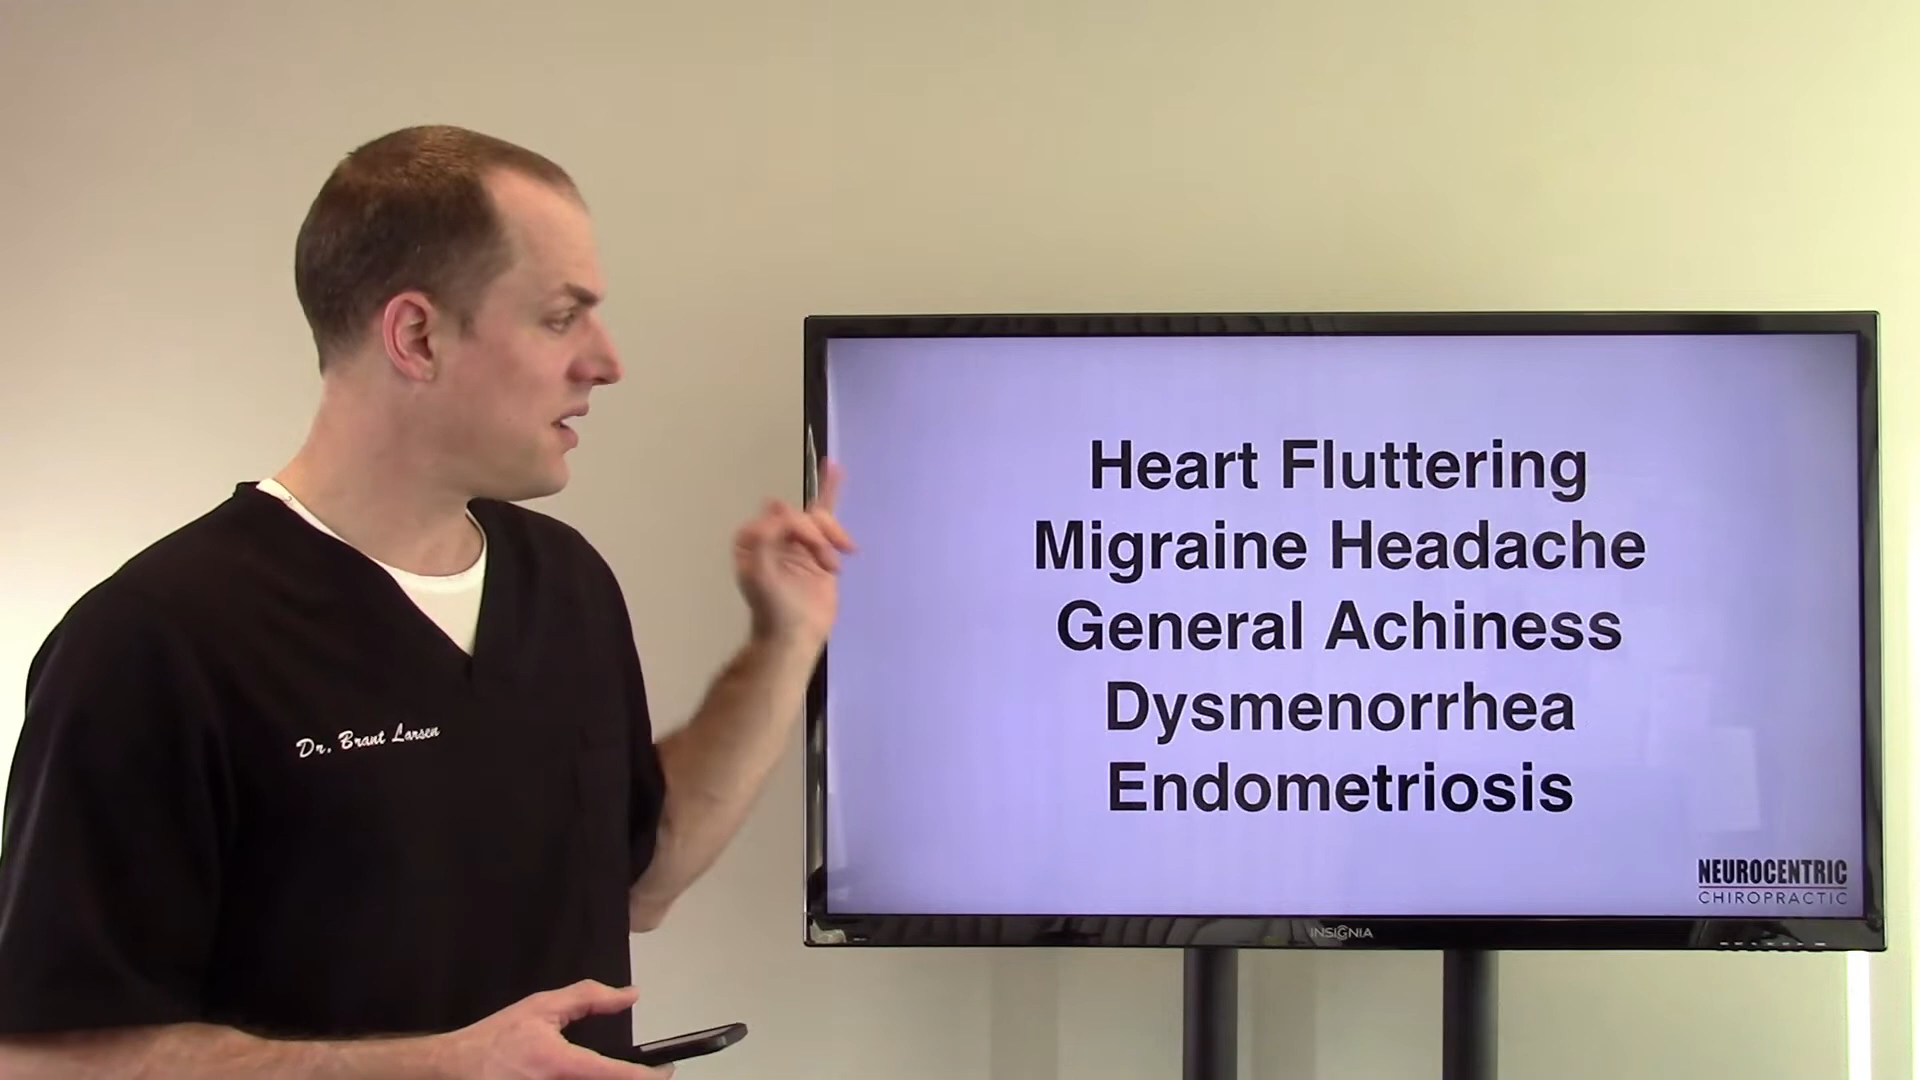 Dr. Brant Larsen
Heart Fluttering
Migraine Headache
General Achiness
Dysmenorrhea
Endometriosis
NEUROCENTRIC
CHIROPRACTIC
INSIGNIA